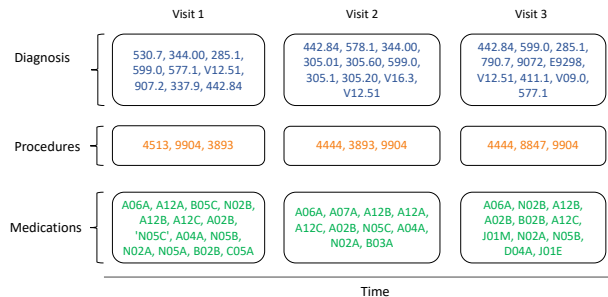 Visit 1
Visit 2
Visit 3
Diagnosis
530.7, 344.00, 285.1,
599.0, 577.1, V12.51,
907.2, 337.9, 442.84
442.84, 578.1, 344.00,
305.01, 305.60, 599.0,
305.1, 305.20, V16.3,
V12.51
442.84, 599.0, 285.1,
790.7, 9072, E9298,
V12.51, 411.1, V09.0,
577.1
Procedures
4513, 9904, 3893
4444, 3893, 9904
4444, 8847, 9904
Medications
A06A, A12A, B05C, N02B,
A12B, A12C, A02B,
'N05C', A04A, N05B,
N02A, N05A, B02B, C05A
A06A, A07A, A12B, A12A,
A12C, A02B, N05C, A04A,
N02A, B03A
A06A, N02B, A12B,
A02B, B02B, A12C,
J01M, N02A, N05B,
D04A, J01E
Time